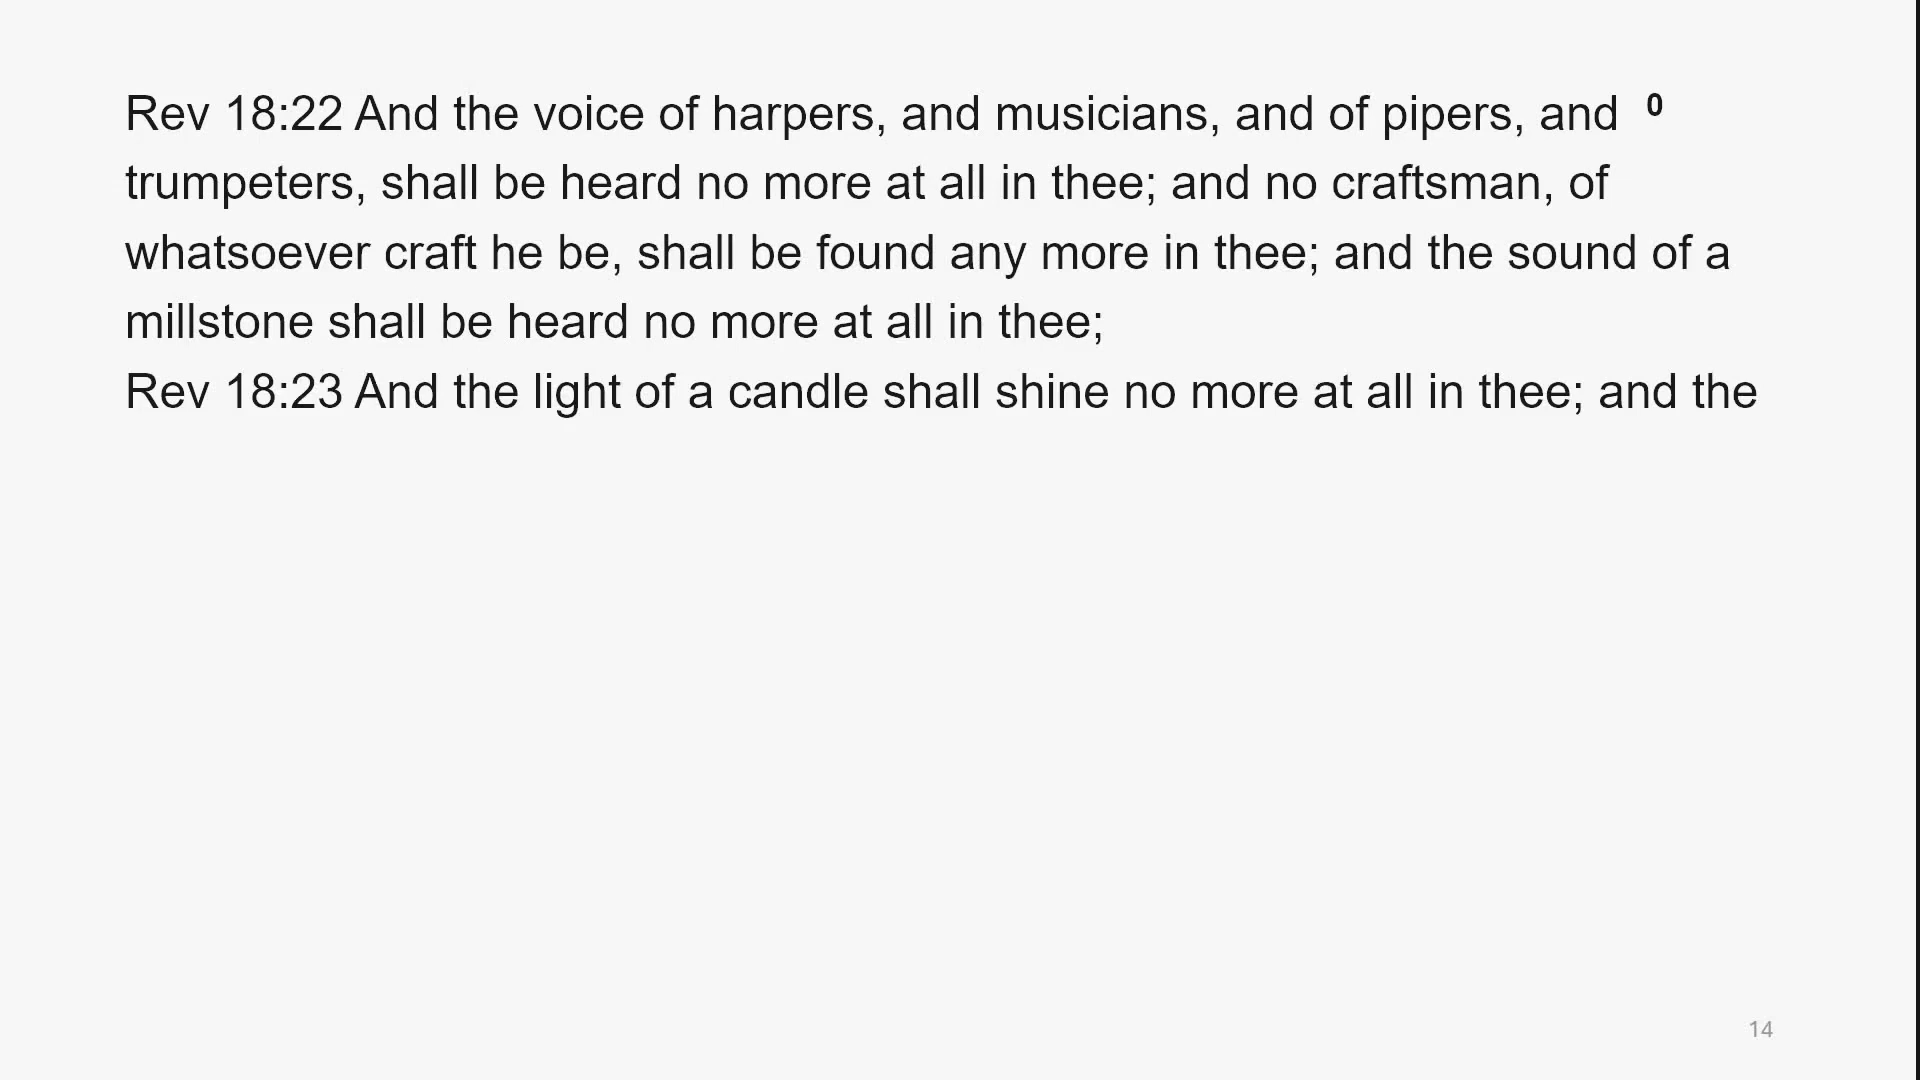 Rev 18:22 And the voice of harpers, and musicians, and of pipers, and 0
trumpeters, shall be heard no more at all in thee; and no craftsman, of
whatsoever craft he be, shall be found any more in thee; and the sound of a
millstone shall be heard no more at all in thee;
Rev 18:23 And the light of a candle shall shine no more at all in thee; and the
14